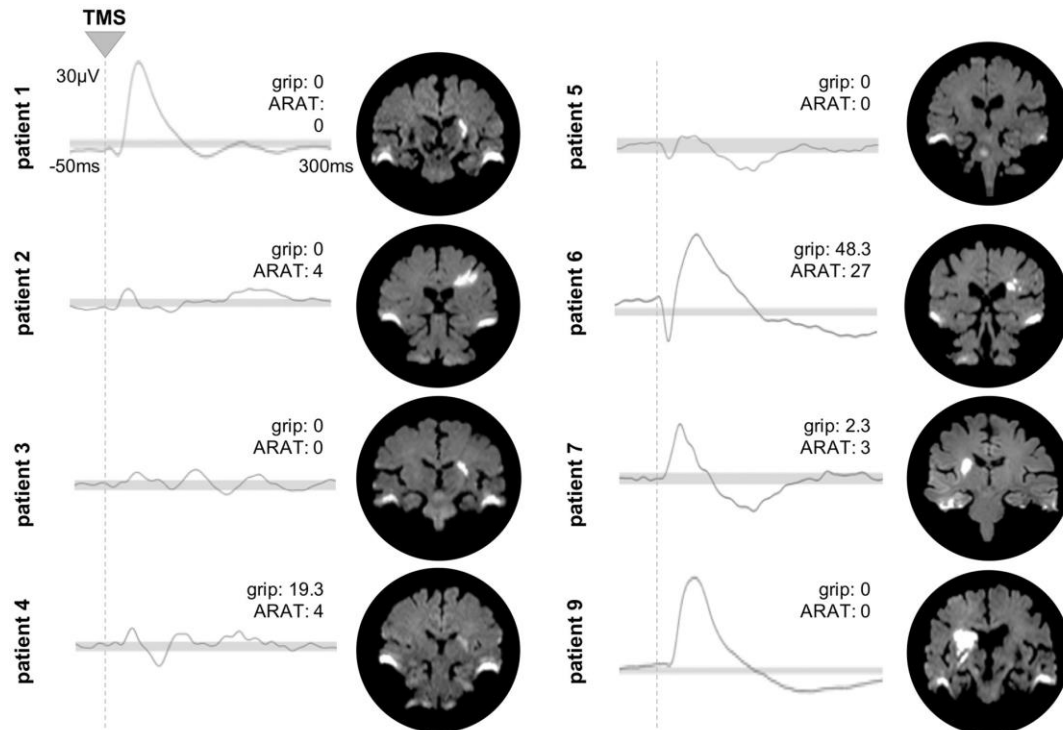 TMS
patient 1
30µV
grip: 0
ARAT:
0
-50ms
300ms
patient 2
grip: 0
ARAT: 4
patient 3
grip: 0
ARAT: 0
patient 4
grip: 19.3
ARAT: 4
patient 5
grip: 0
ARAT: 0
patient 6
grip: 48.3
ARAT: 27
patient 7
grip: 2.3
ARAT: 3
patient 9
grip: 0
ARAT: 0